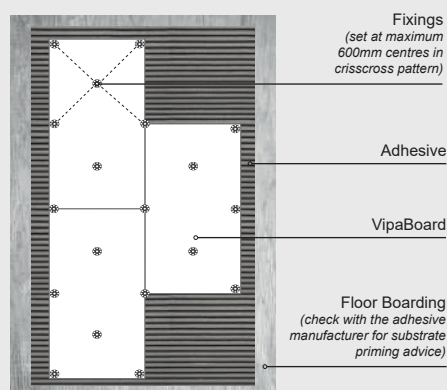 Fixings
(set at maximum
600mm centres in
crisscross pattern)
Adhesive
VipaBoard
Floor Boarding
(check with the adhesive
manufacturer for substrate
priming advice)